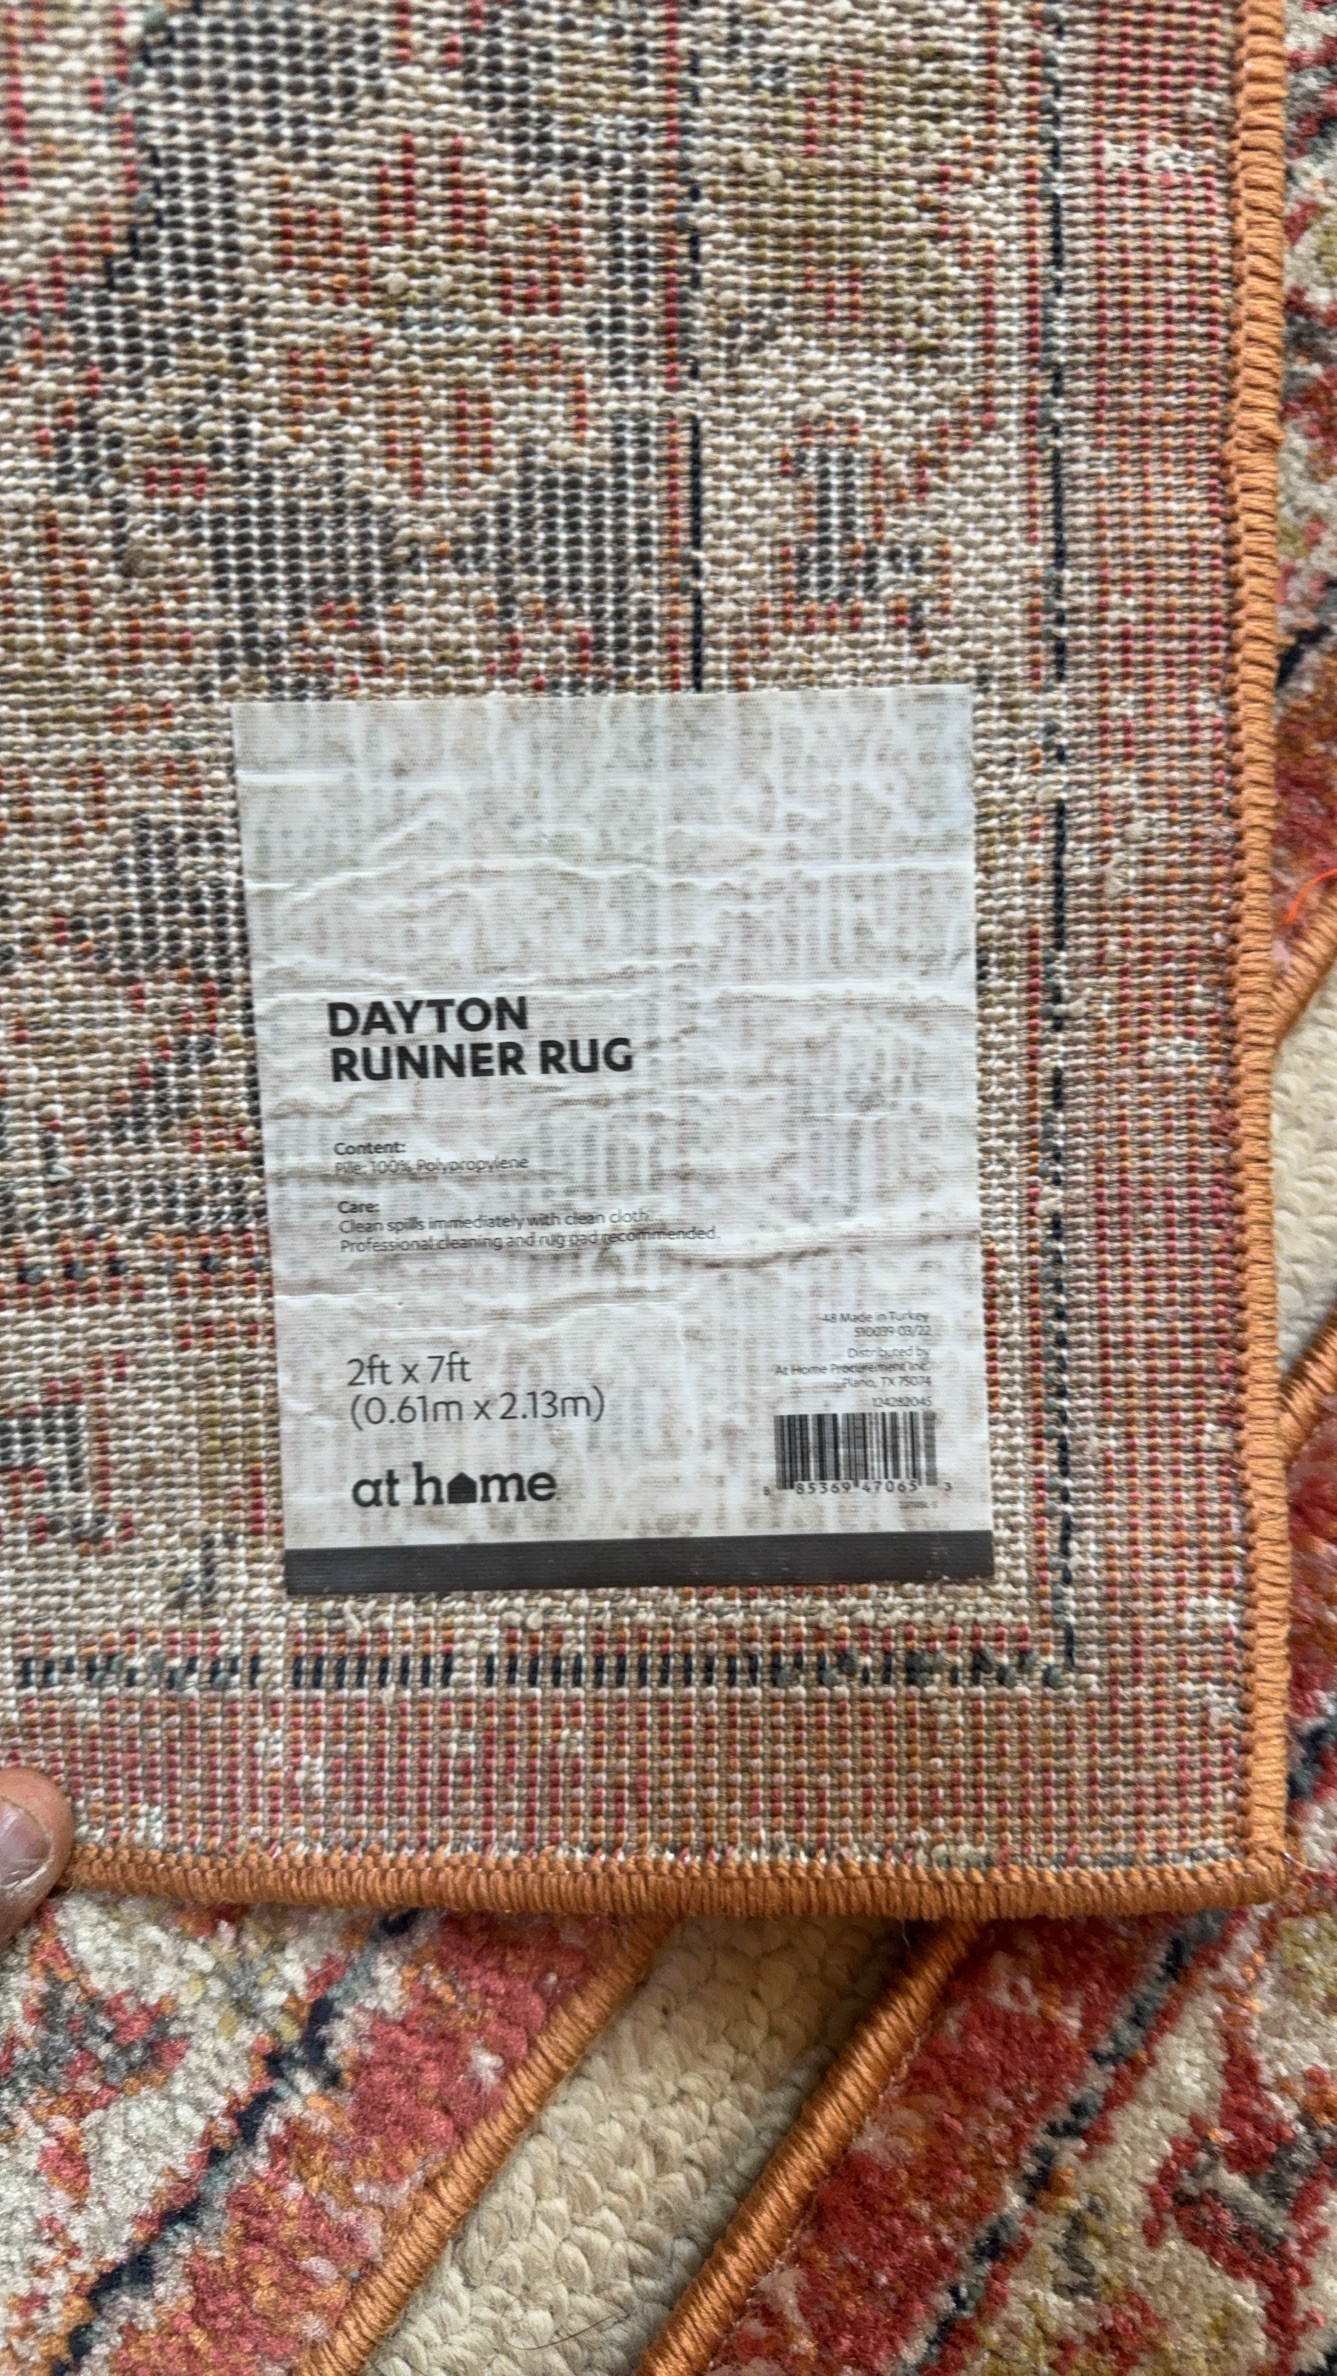 DAYTON
RUNNER RUG
Content:
Pile: 100% Polypropylene
Care:
Clean spills immediately with clean cloth.
Professional cleaning and rug pad recommended.
2ft x 7ft
(0.61m x 2.13m)
at home
48 Made in Turkey
510039 03/22
Distributed by
At Home Procurement Inc.
Plano, TX 75074
124282045
8 85369 47065 3